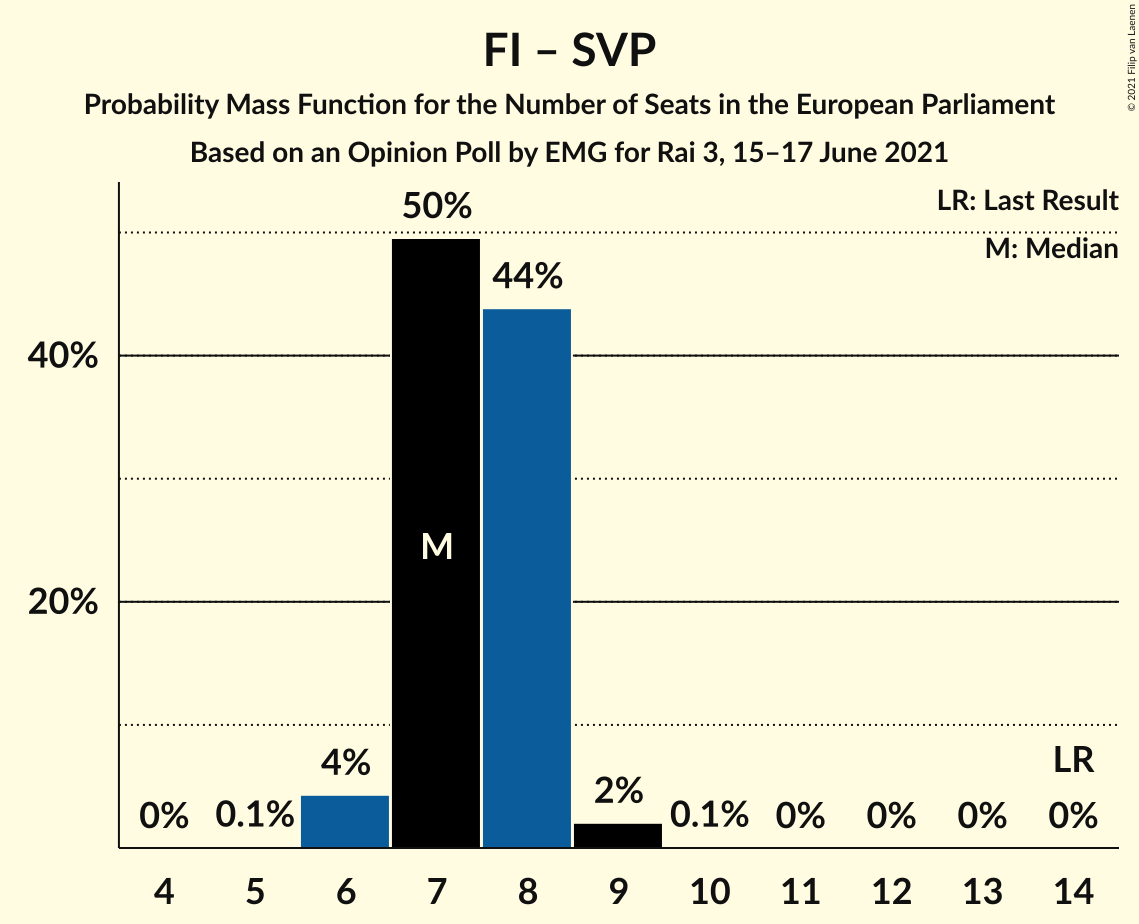 FI – SVP
Probability Mass Function for the Number of Seats in the European Parliament
Based on an Opinion Poll by EMG for Rai 3, 15–17 June 2021
© 2021 Filip van Laenen
LR: Last Result
M: Median
50%
44%
40%
M
20%
4%
2%
LR
0%
0.1%
0.1%
0%
0%
0%
0%
4 5 6 7 8 9 10 11 12 13 14